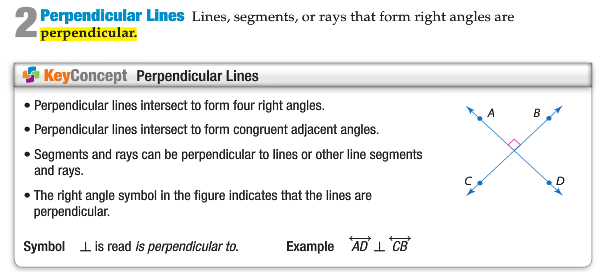 2 Perpendicular Lines Lines, segments, or rays that form right angles are
perpendicular.
KeyConcept Perpendicular Lines
• Perpendicular lines intersect to form four right angles.
• Perpendicular lines intersect to form congruent adjacent angles.
• Segments and rays can be perpendicular to lines or other line segments
and rays.
• The right angle symbol in the figure indicates that the lines are
perpendicular.
A B
C D
Symbol ⊥ is read is perpendicular to. Example AD ⊥ CB